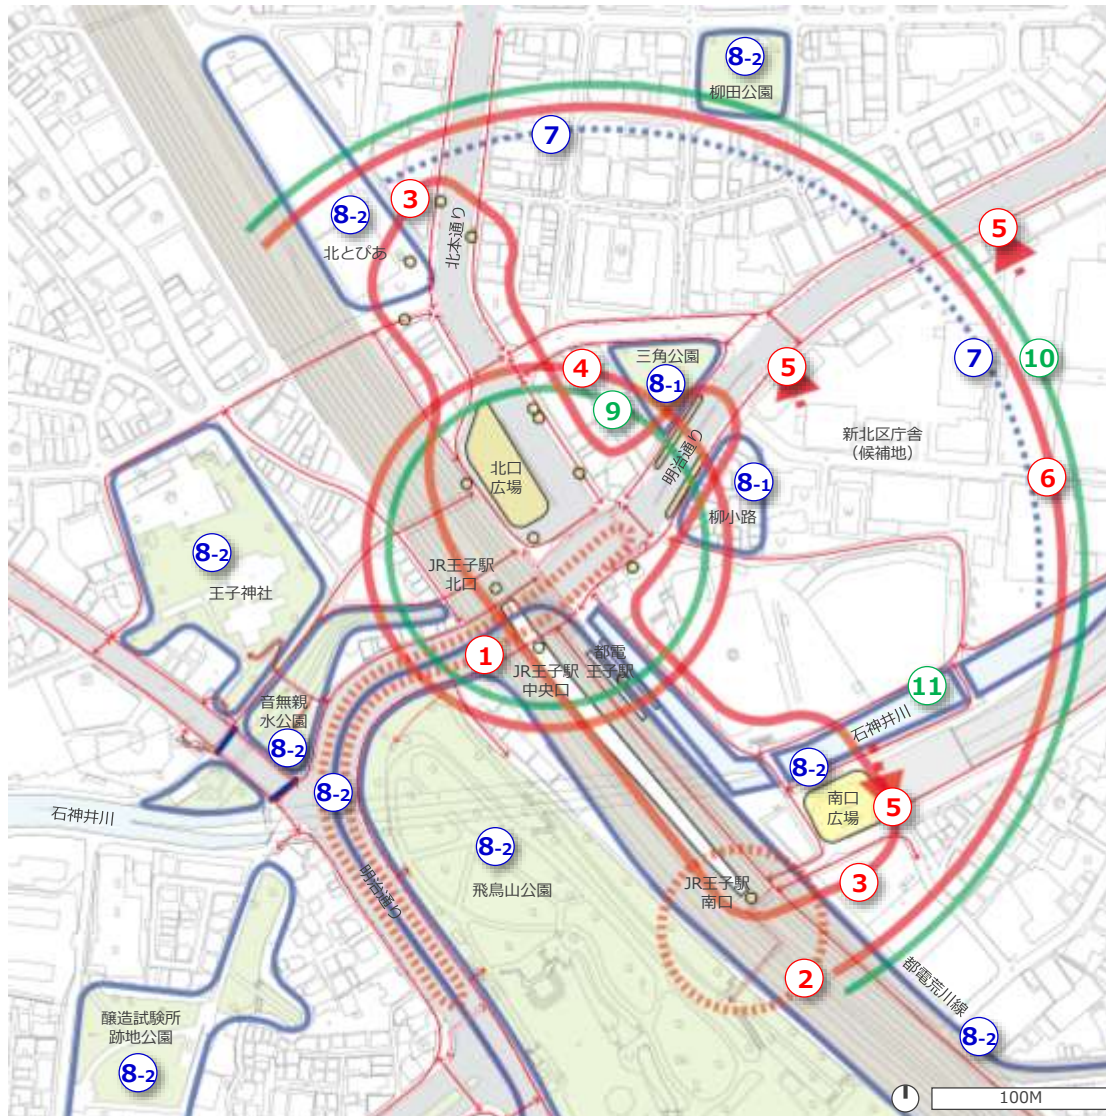 8-2
柳田公園
7
3
8-2
北とぴあ
北本通り
5
三角公園
4
8-1
5
7
10
9
北口
広場
明治通り
新北区庁舎
(候補地)
6
8-1
柳小路
8-2
王子神社
JR王子駅
北口
1
JR王子駅
中央口
都電
王子駅
11
石神井川
音無親
水公園
8-2
8-2
8-2
南口
広場
5
石神井川
8-2
飛鳥山公園
明治通り
JR王子駅
南口
3
2
都電荒川線
8-2
醸造試験所
跡地公園
8-2
100M